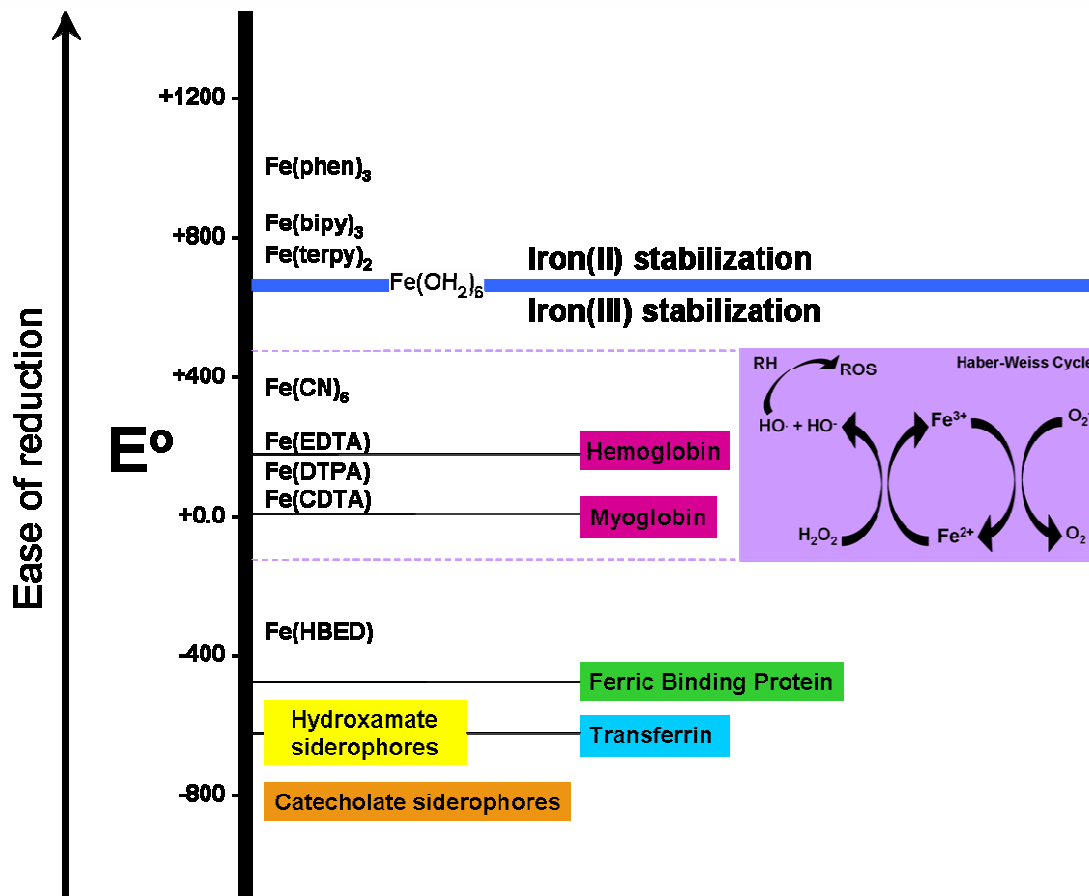 Ease of reduction
E°
+1200
+800
+400
+0.0
-400
-800
Fe(phen)₃
Fe(bipy)₃
Fe(terpy)₂
Fe(OH₂)₆
Iron(II) stabilization
Iron(III) stabilization
Fe(CN)₆
Fe(EDTA)
Fe(DTPA)
Fe(CDTA)
Hemoglobin
Myoglobin
RH
ROS
Haber-Weiss Cycle
HO· + HO-
Fe³⁺
O₂
H₂O₂
Fe²⁺
O₂
Fe(HBED)
Ferric Binding Protein
Hydroxamate
siderophores
Transferrin
Catecholate siderophores